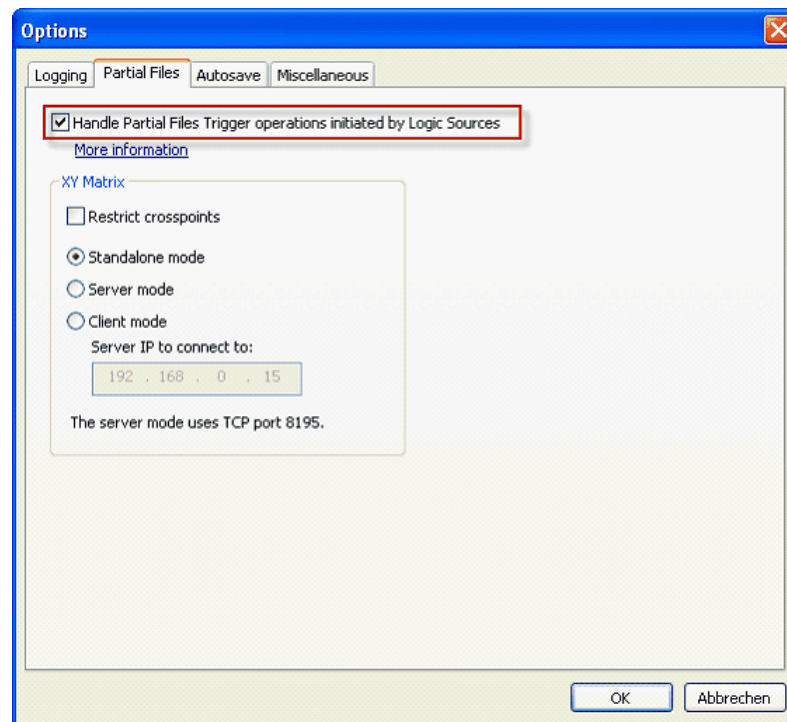 Options
Logging Partial Files Autosave Miscellaneous
Handle Partial Files Trigger operations initiated by Logic Sources
More information
XY Matrix
Restrict crosspoints
Standalone mode
Server mode
Client mode
Server IP to connect to:
192 . 168 . 0 . 15
The server mode uses TCP port 8195.
OK Abbrechen